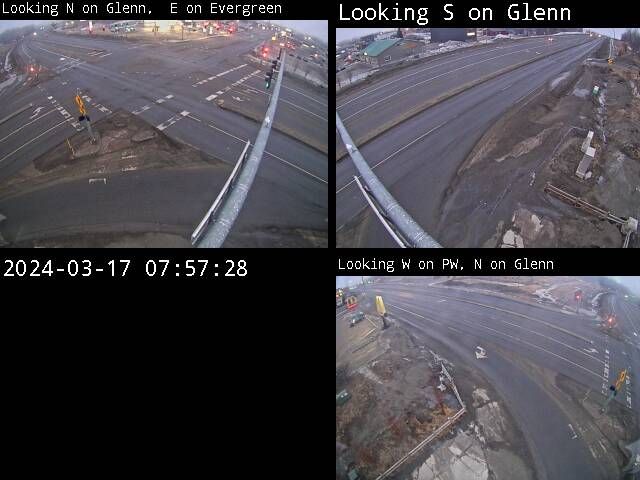 Looking N on Glenn, E on Evergreen
Looking S on Glenn
2024-03-17 07:57:28
Looking W on PW, N on Glenn